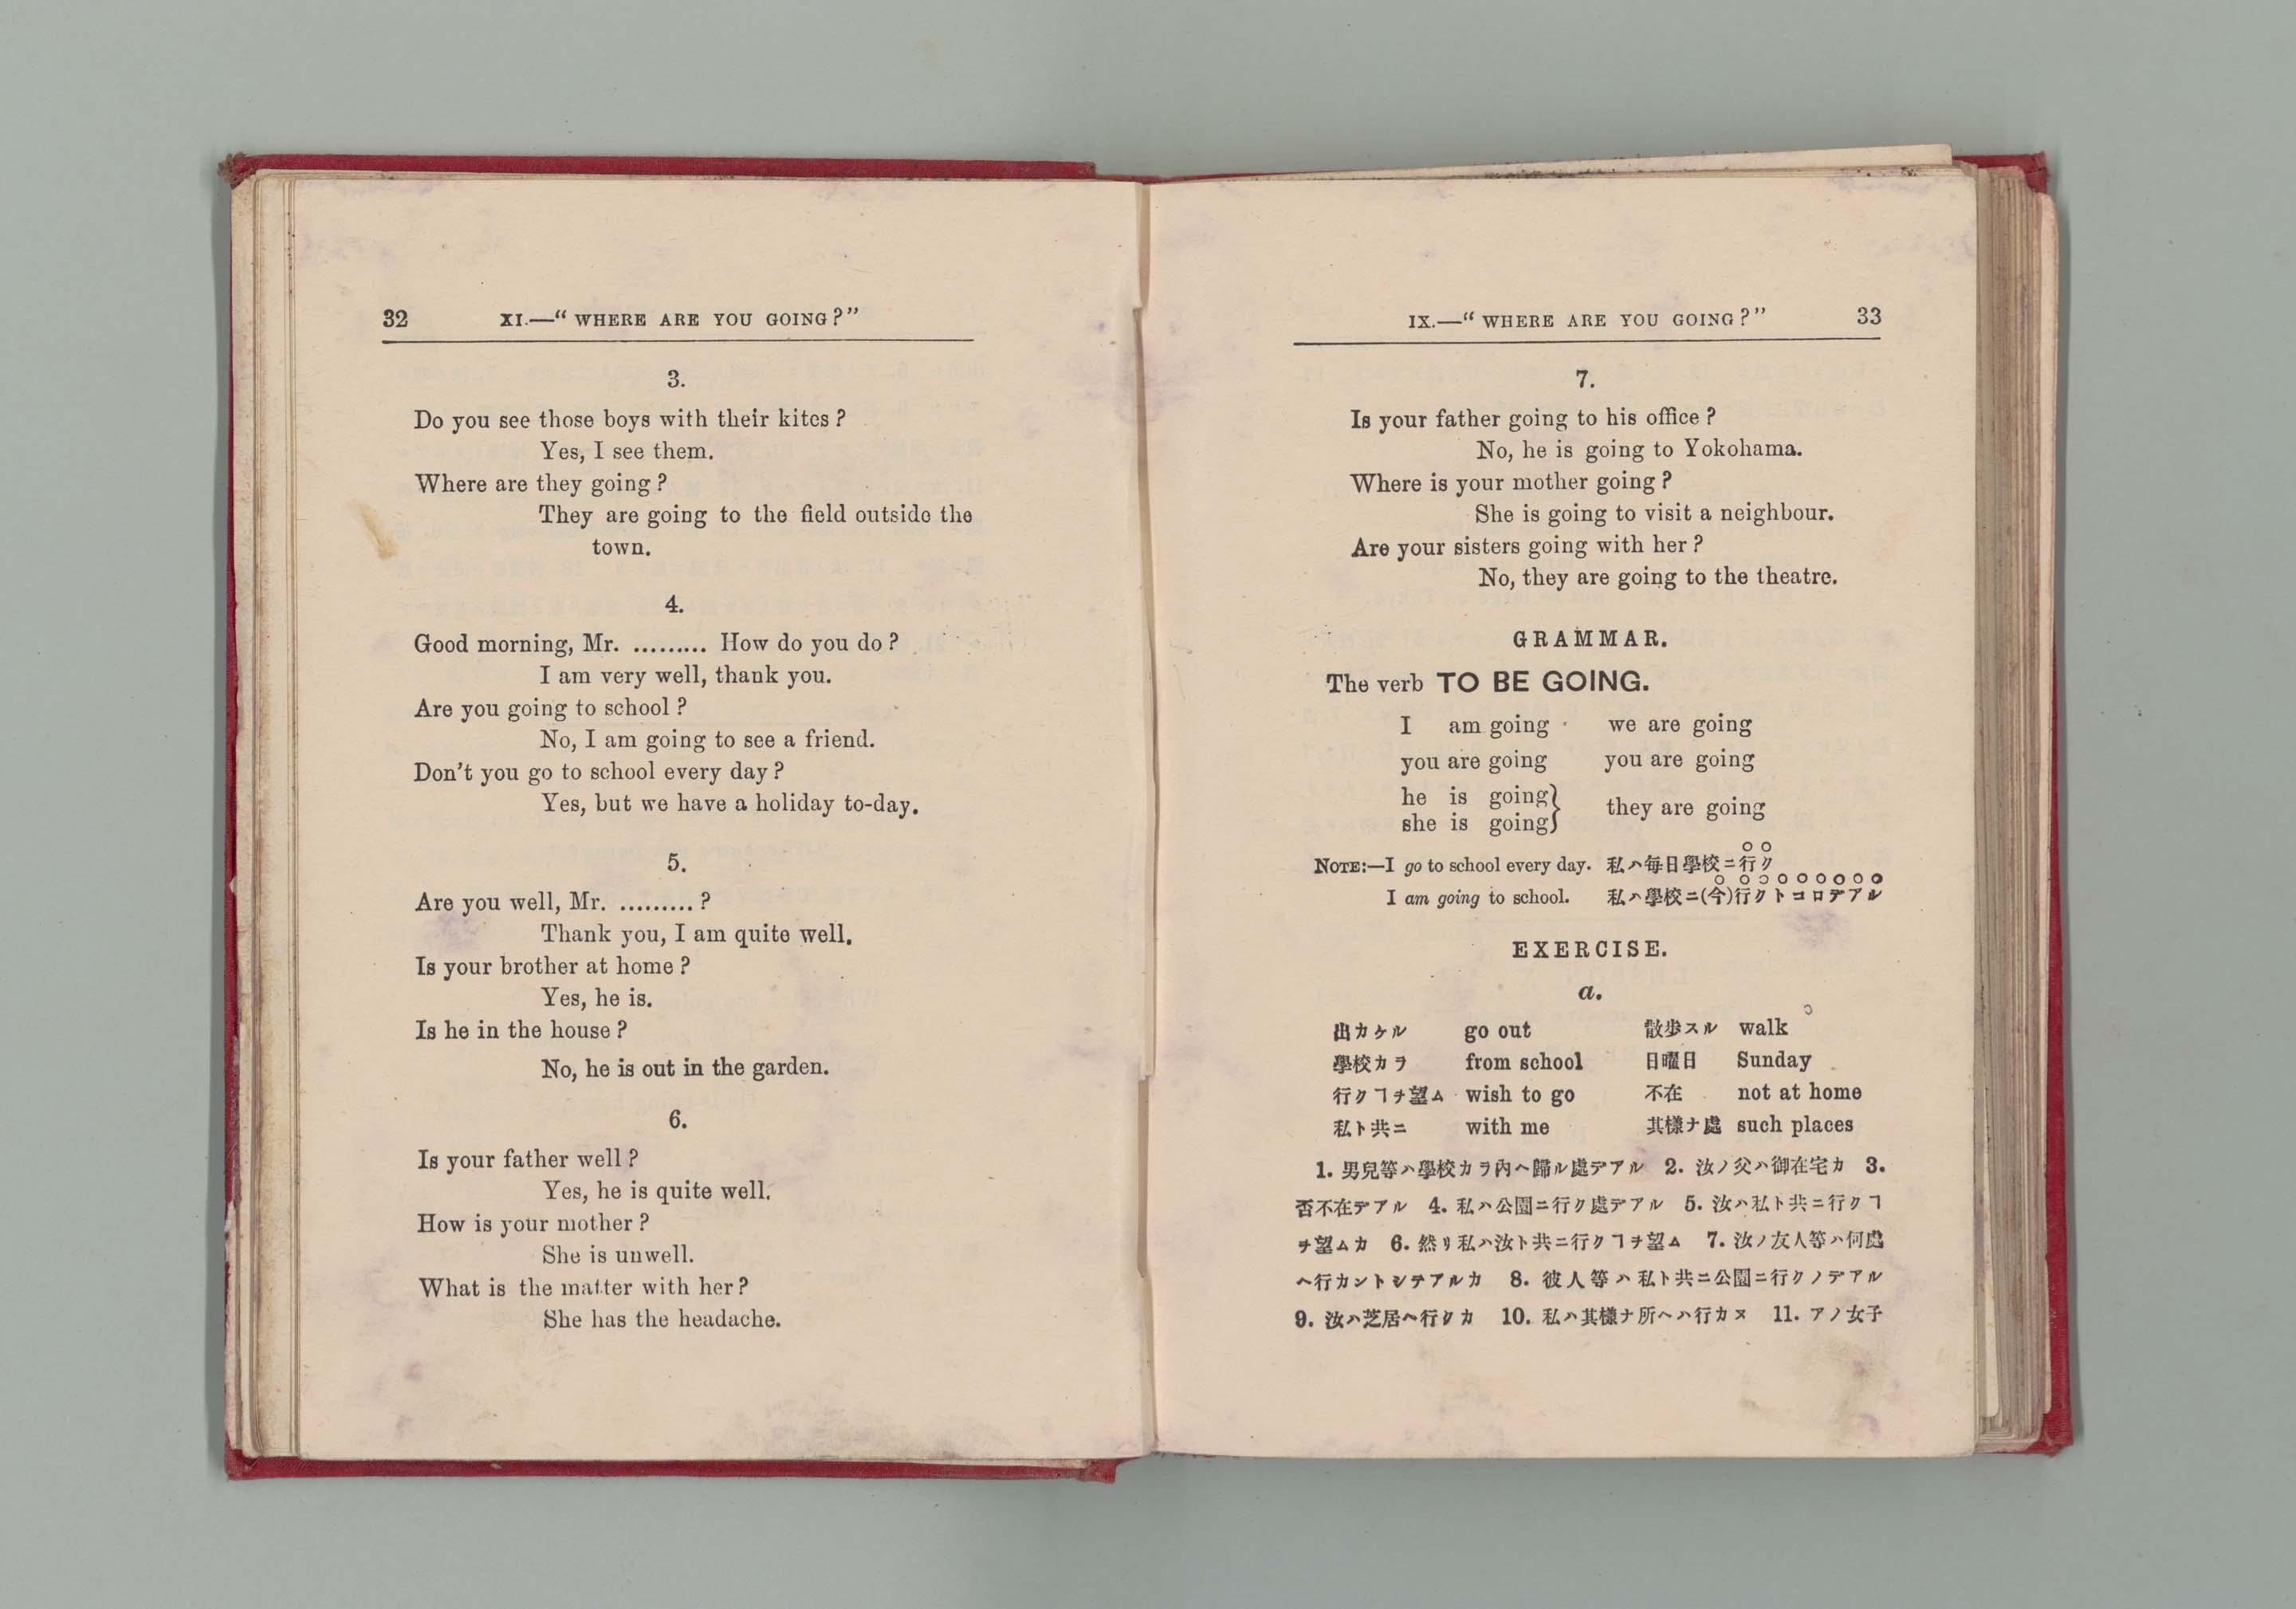 32 XI.—“ WHERE ARE YOU GOING?”
3.
Do you see those boys with their kites?
Yes, I see them.
Where are they going?
They are going to the field outside the
town.
4.
Good morning, Mr. ......... How do you do?
I am very well, thank you.
Are you going to school?
No, I am going to see a friend.
Don't you go to school every day?
Yes, but we have a holiday to-day.
5.
Are you well, Mr. .........?
Thank you, I am quite well.
Is your brother at home?
Yes, he is.
Is he in the house?
No, he is out in the garden.
6.
Is your father well?
Yes, he is quite well.
How is your mother?
She is unwell.
What is the matter with her?
She has the headache.
IX.—“ WHERE ARE YOU GOING?” 33
7.
Is your father going to his office?
No, he is going to Yokohama.
Where is your mother going?
She is going to visit a neighbour.
Are your sisters going with her?
No, they are going to the theatre.
GRAMMAR.
The verb TO BE GOING.
I am going we are going
you are going you are going
he is going} they are going
she is going}
NOTE:—I go to school every day. 私ハ毎日學校ニ行ク
I am going to school. 私ハ學校ニ(今)行クトコロデアル
EXERCISE.
a.
出カケル go out 散歩スル walk
學校カラ from school 日曜日 Sunday
行クヿヲ望ム wish to go 不在 not at home
私ト共ニ with me 其樣ナ處 such places
1. 男兒等ハ學校カラ內ヘ歸ル處デアル 2. 汝ノ父ハ御在宅カ 3.
否不在デアル 4. 私ハ公園ニ行ク處デアル 5. 汝ハ私ト共ニ行クヿ
ヲ望ムカ 6. 然リ私ハ汝ト共ニ行クヿヲ望ム 7. 汝ノ友人等ハ何處
ヘ行カントシテアルカ 8. 彼人等ハ私ト共ニ公園ニ行クノデアル
9. 汝ハ芝居ヘ行クカ 10. 私ハ其樣ナ所ヘハ行カヌ 11. アノ女子